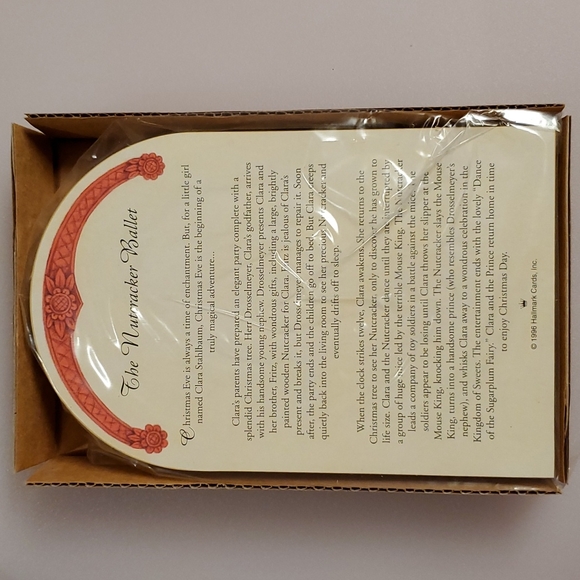 The Nutcracker Ballet
Christmas Eve is always a time of enchantment. But, for a little girl
named Clara Stahlbaum, Christmas Eve is the beginning of a
truly magical adventure...
Clara's parents have prepared an elegant party complete with a
splendid Christmas tree. Herr Drosselmeyer, Clara's godfather, arrives
with his handsome young nephew. Drosselmeyer presents Clara and
her brother, Fritz, with wondrous gifts, including a large, brightly
painted wooden Nutcracker for Clara. Fritz is jealous of Clara's
present and breaks it, but Drosselmeyer manages to repair it. Soon
after, the party ends and the children go off to bed. But Clara creeps
quietly back into the living room to see her precious Nutcracker and
eventually drifts off to sleep.
When the clock strikes twelve, Clara awakens. She returns to the
Christmas tree to see her Nutcracker, only to discover he has grown to
life size. Clara and the Nutcracker dance until they are interrupted by
a group of huge mice led by the terrible Mouse King. The Nutcracker
leads a company of toy soldiers in a battle against the mice. The
soldiers appear to be losing until Clara throws her slipper at the
Mouse King, knocking him down. The Nutcracker slays the Mouse
King, turns into a handsome prince (who resembles Drosselmeyer's
nephew), and whisks Clara away to a wondrous celebration in the
Kingdom of Sweets. The entertainment ends with the lovely "Dance
of the Sugarplum Fairy." Clara and the Prince return home in time
to enjoy Christmas Day.
© 1996 Hallmark Cards, Inc.